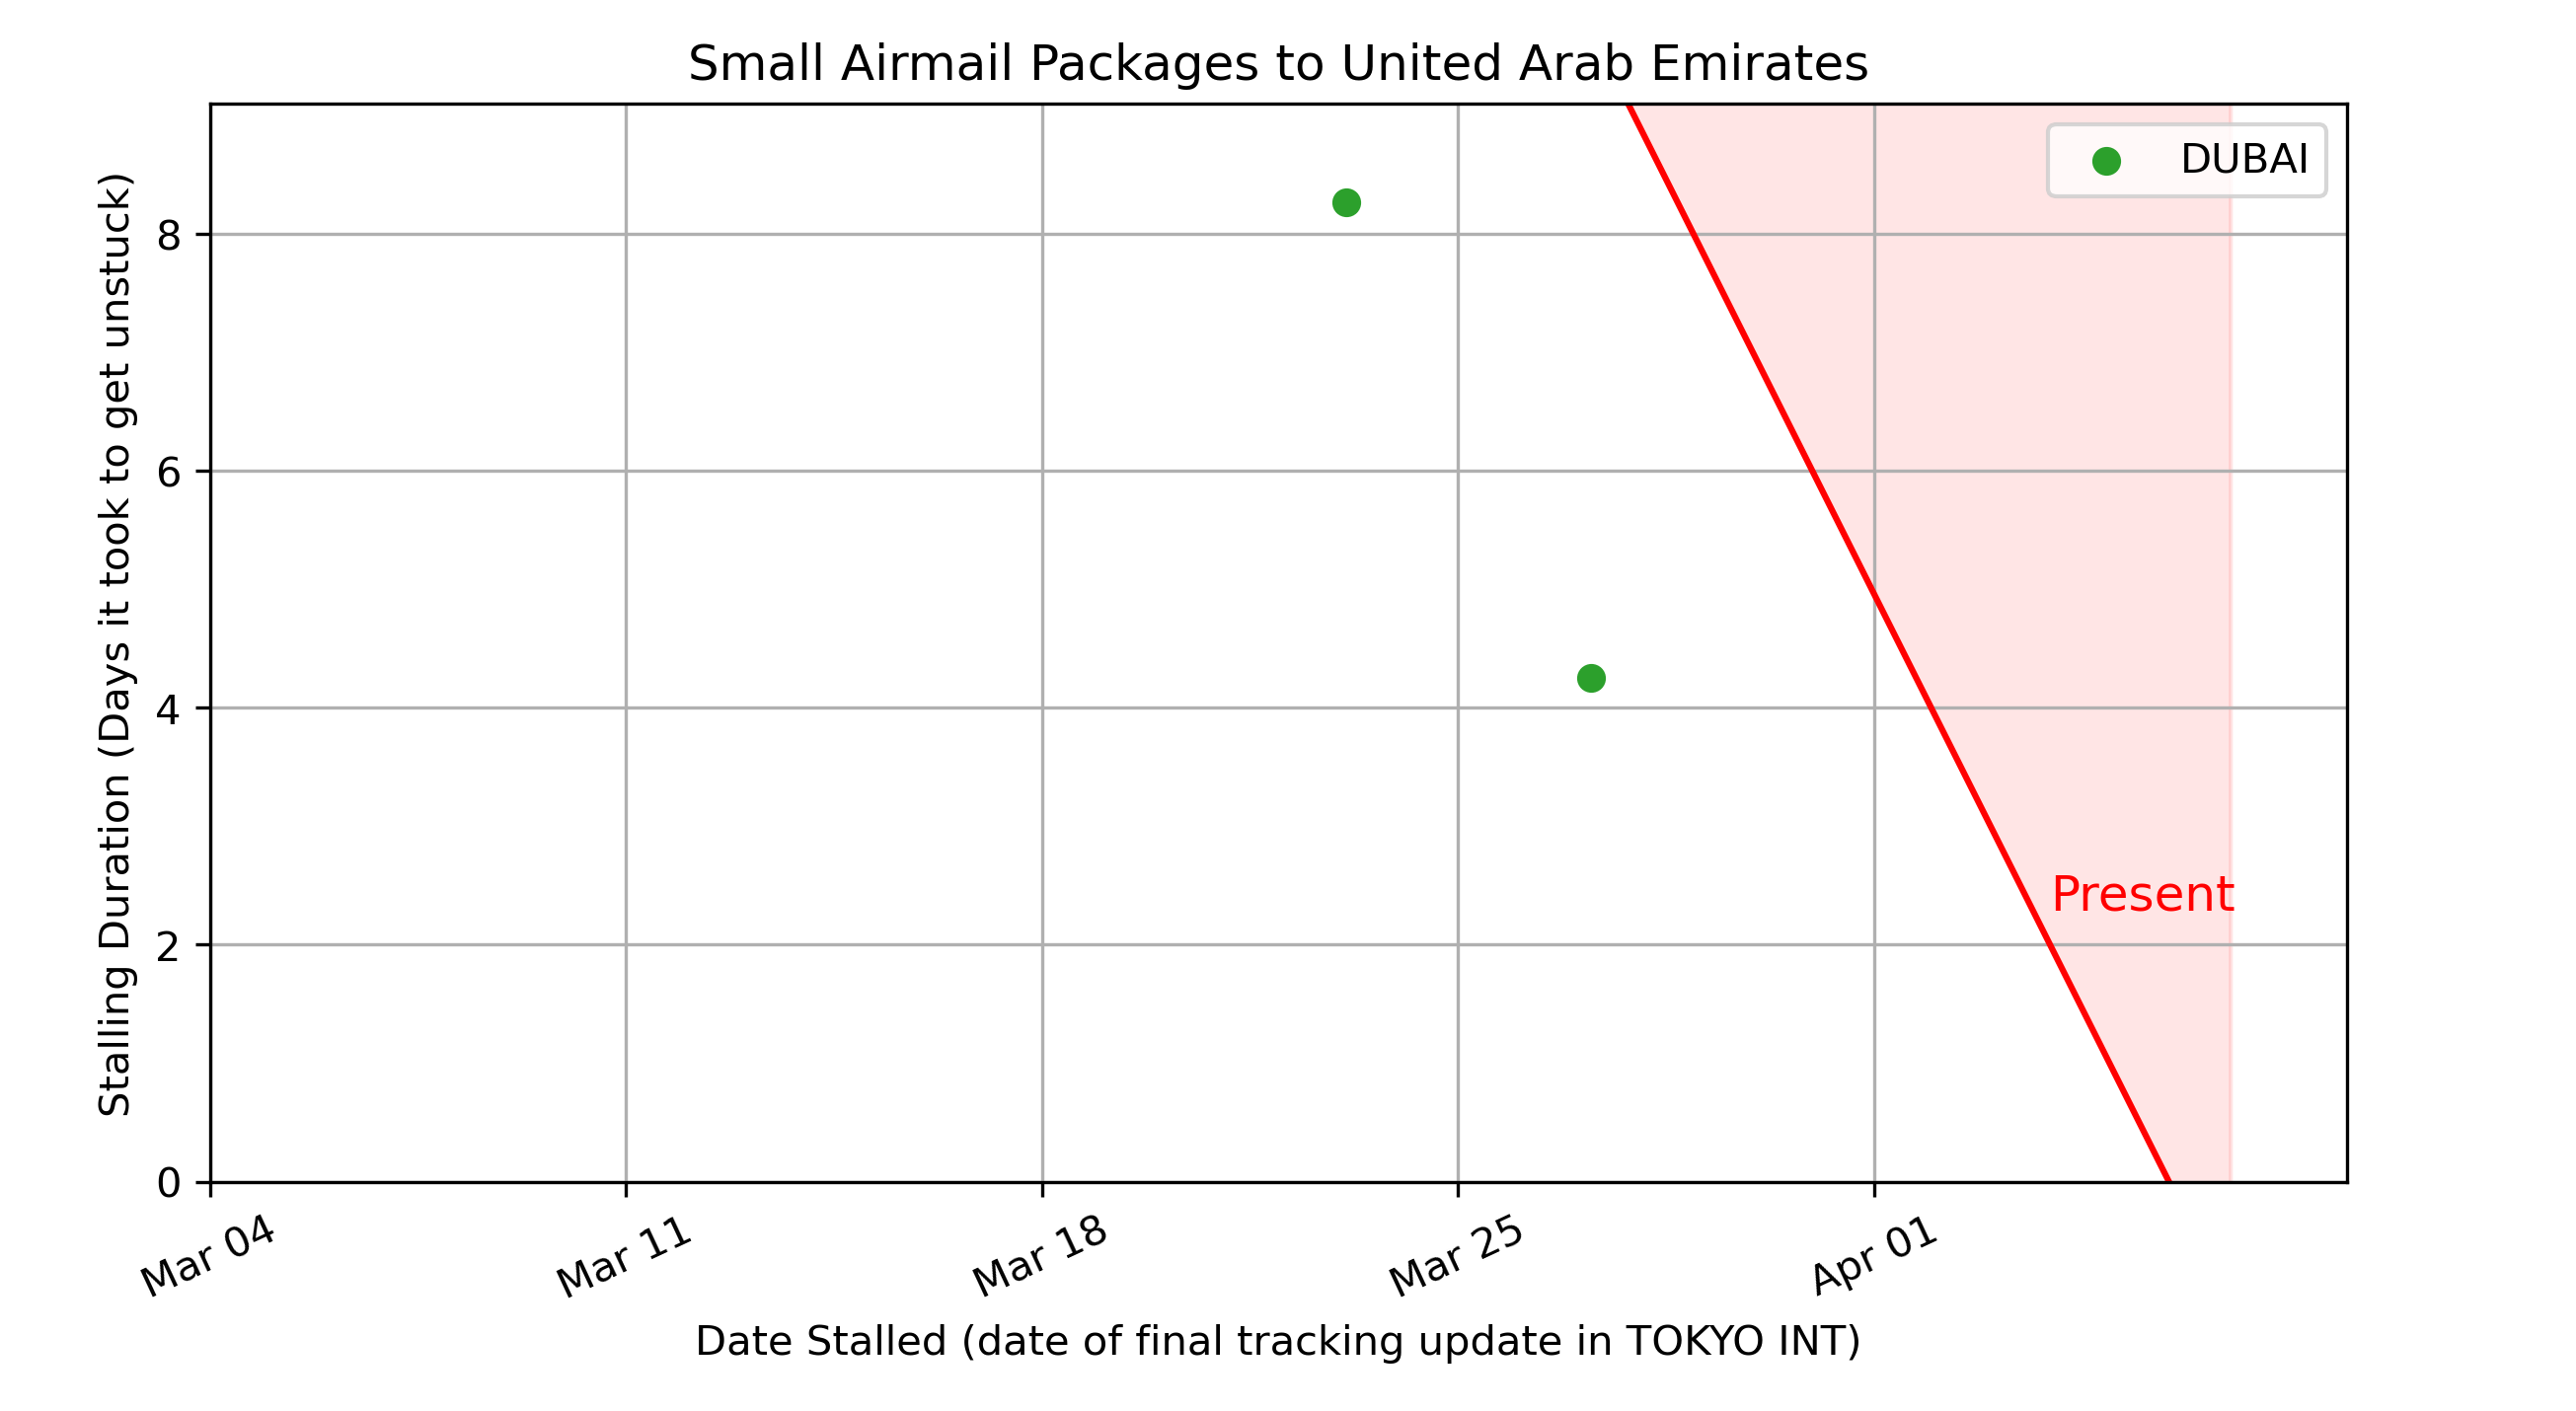 Small Airmail Packages to United Arab Emirates
DUBAI
Stalling Duration (Days it took to get unstuck)
8
6
4
2
0
Present
Mar 04
Mar 11
Mar 18
Mar 25
Apr 01
Date Stalled (date of final tracking update in TOKYO INT)